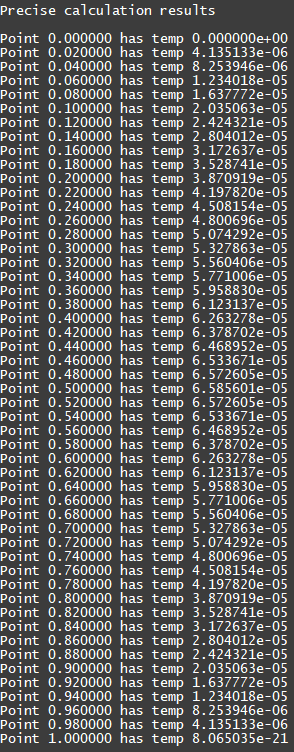 Precise calculation results
Point 0.000000 has temp 0.000000e+00
Point 0.020000 has temp 4.135133e-06
Point 0.040000 has temp 8.253946e-06
Point 0.060000 has temp 1.234018e-05
Point 0.080000 has temp 1.637772e-05
Point 0.100000 has temp 2.035063e-05
Point 0.120000 has temp 2.424321e-05
Point 0.140000 has temp 2.804012e-05
Point 0.160000 has temp 3.172637e-05
Point 0.180000 has temp 3.528741e-05
Point 0.200000 has temp 3.870919e-05
Point 0.220000 has temp 4.197820e-05
Point 0.240000 has temp 4.508154e-05
Point 0.260000 has temp 4.800696e-05
Point 0.280000 has temp 5.074292e-05
Point 0.300000 has temp 5.327863e-05
Point 0.320000 has temp 5.560406e-05
Point 0.340000 has temp 5.771006e-05
Point 0.360000 has temp 5.958830e-05
Point 0.380000 has temp 6.123137e-05
Point 0.400000 has temp 6.263278e-05
Point 0.420000 has temp 6.378702e-05
Point 0.440000 has temp 6.468952e-05
Point 0.460000 has temp 6.533671e-05
Point 0.480000 has temp 6.572605e-05
Point 0.500000 has temp 6.585601e-05
Point 0.520000 has temp 6.572605e-05
Point 0.540000 has temp 6.533671e-05
Point 0.560000 has temp 6.468952e-05
Point 0.580000 has temp 6.378702e-05
Point 0.600000 has temp 6.263278e-05
Point 0.620000 has temp 6.123137e-05
Point 0.640000 has temp 5.958830e-05
Point 0.660000 has temp 5.771006e-05
Point 0.680000 has temp 5.560406e-05
Point 0.700000 has temp 5.327863e-05
Point 0.720000 has temp 5.074292e-05
Point 0.740000 has temp 4.800696e-05
Point 0.760000 has temp 4.508154e-05
Point 0.780000 has temp 4.197820e-05
Point 0.800000 has temp 3.870919e-05
Point 0.820000 has temp 3.528741e-05
Point 0.840000 has temp 3.172637e-05
Point 0.860000 has temp 2.804012e-05
Point 0.880000 has temp 2.424321e-05
Point 0.900000 has temp 2.035063e-05
Point 0.920000 has temp 1.637772e-05
Point 0.940000 has temp 1.234018e-05
Point 0.960000 has temp 8.253946e-06
Point 0.980000 has temp 4.135133e-06
Point 1.000000 has temp 8.065035e-21